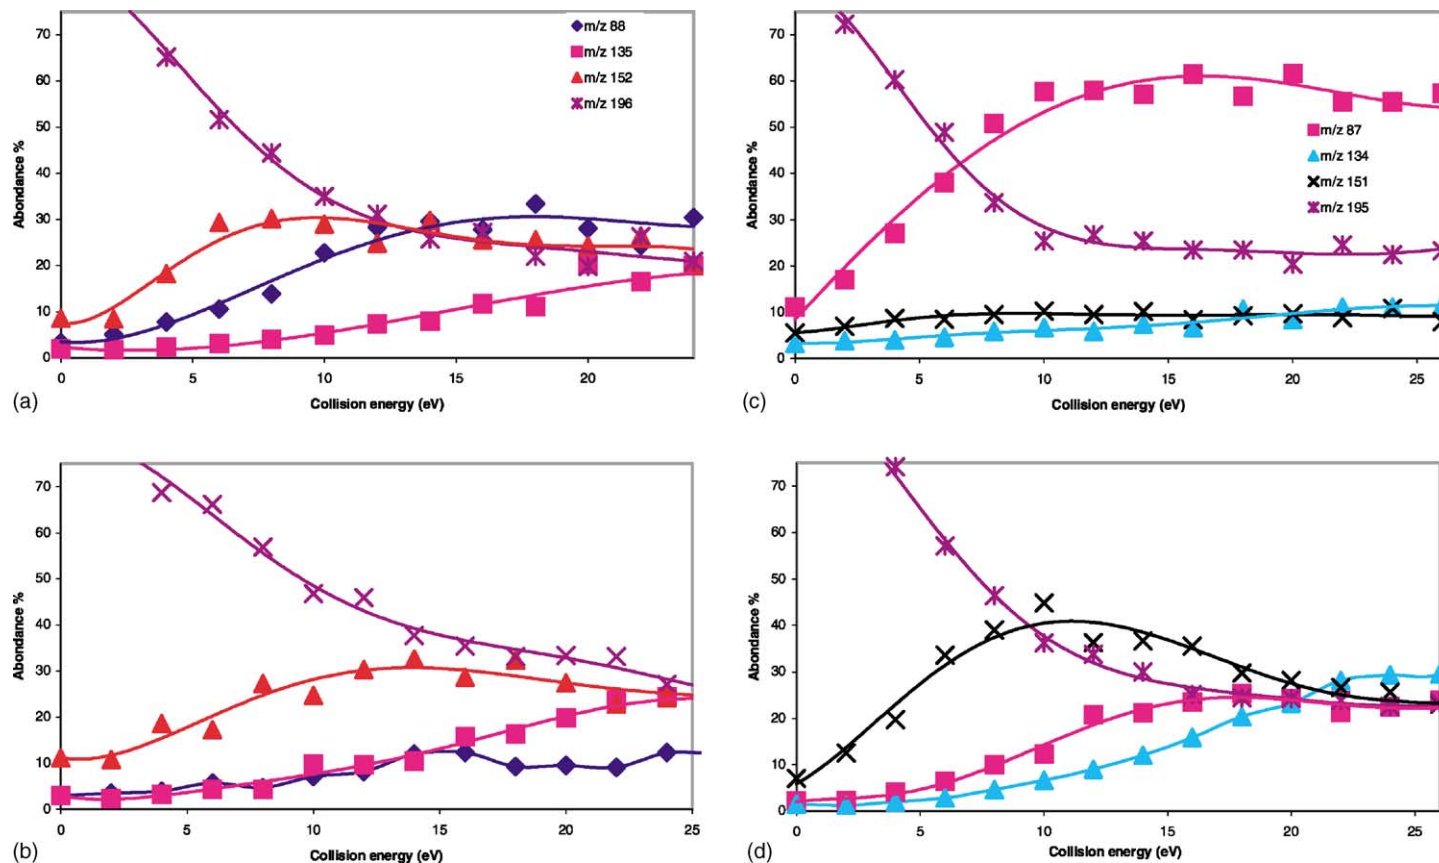 70
60
50
40
30
20
10
0
Abondance %
0 5 10 15 20
Collision energy (eV)
m/z 88
m/z 135
m/z 152
m/z 196
(a)
70
60
50
40
30
20
10
0
Abondance %
0 5 10 15 20 25
Collision energy (eV)
m/z 87
m/z 134
m/z 151
m/z 195
(c)
70
60
50
40
30
20
10
0
Abondance %
0 5 10 15 20 25
Collision energy (eV)
(b)
70
60
50
40
30
20
10
0
Abondance %
0 5 10 15 20 25
Collision energy (eV)
(d)